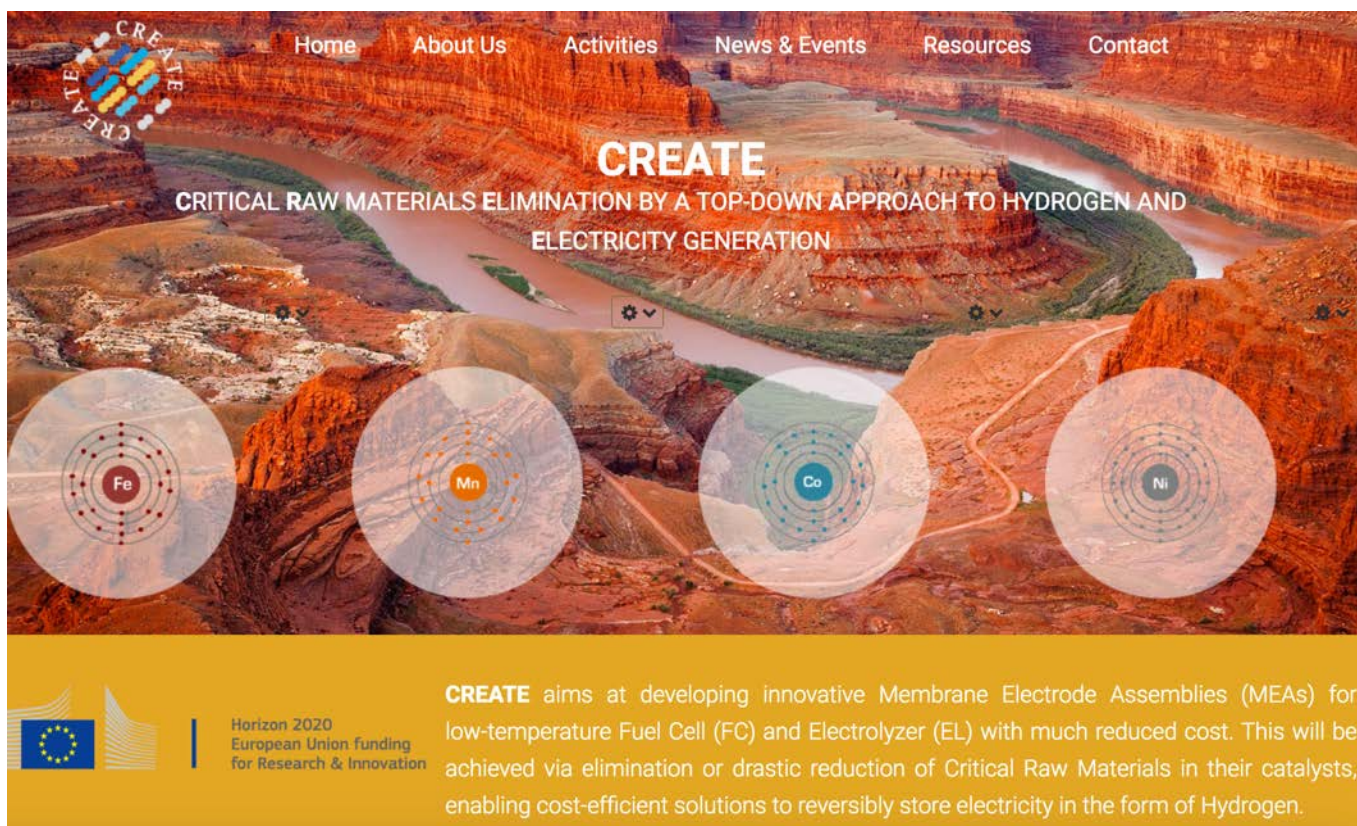 CREATE CREATE CREATE
Home About Us Activities News & Events Resources Contact
CREATE
CRITICAL RAW MATERIALS ELIMINATION BY A TOP-DOWN APPROACH TO HYDROGEN AND
ELECTRICITY GENERATION
Fe Mn Co Ni
Horizon 2020
European Union funding
for Research & Innovation
CREATE aims at developing innovative Membrane Electrode Assemblies (MEAs) for
low-temperature Fuel Cell (FC) and Electrolyzer (EL) with much reduced cost. This will be
achieved via elimination or drastic reduction of Critical Raw Materials in their catalysts,
enabling cost-efficient solutions to reversibly store electricity in the form of Hydrogen.